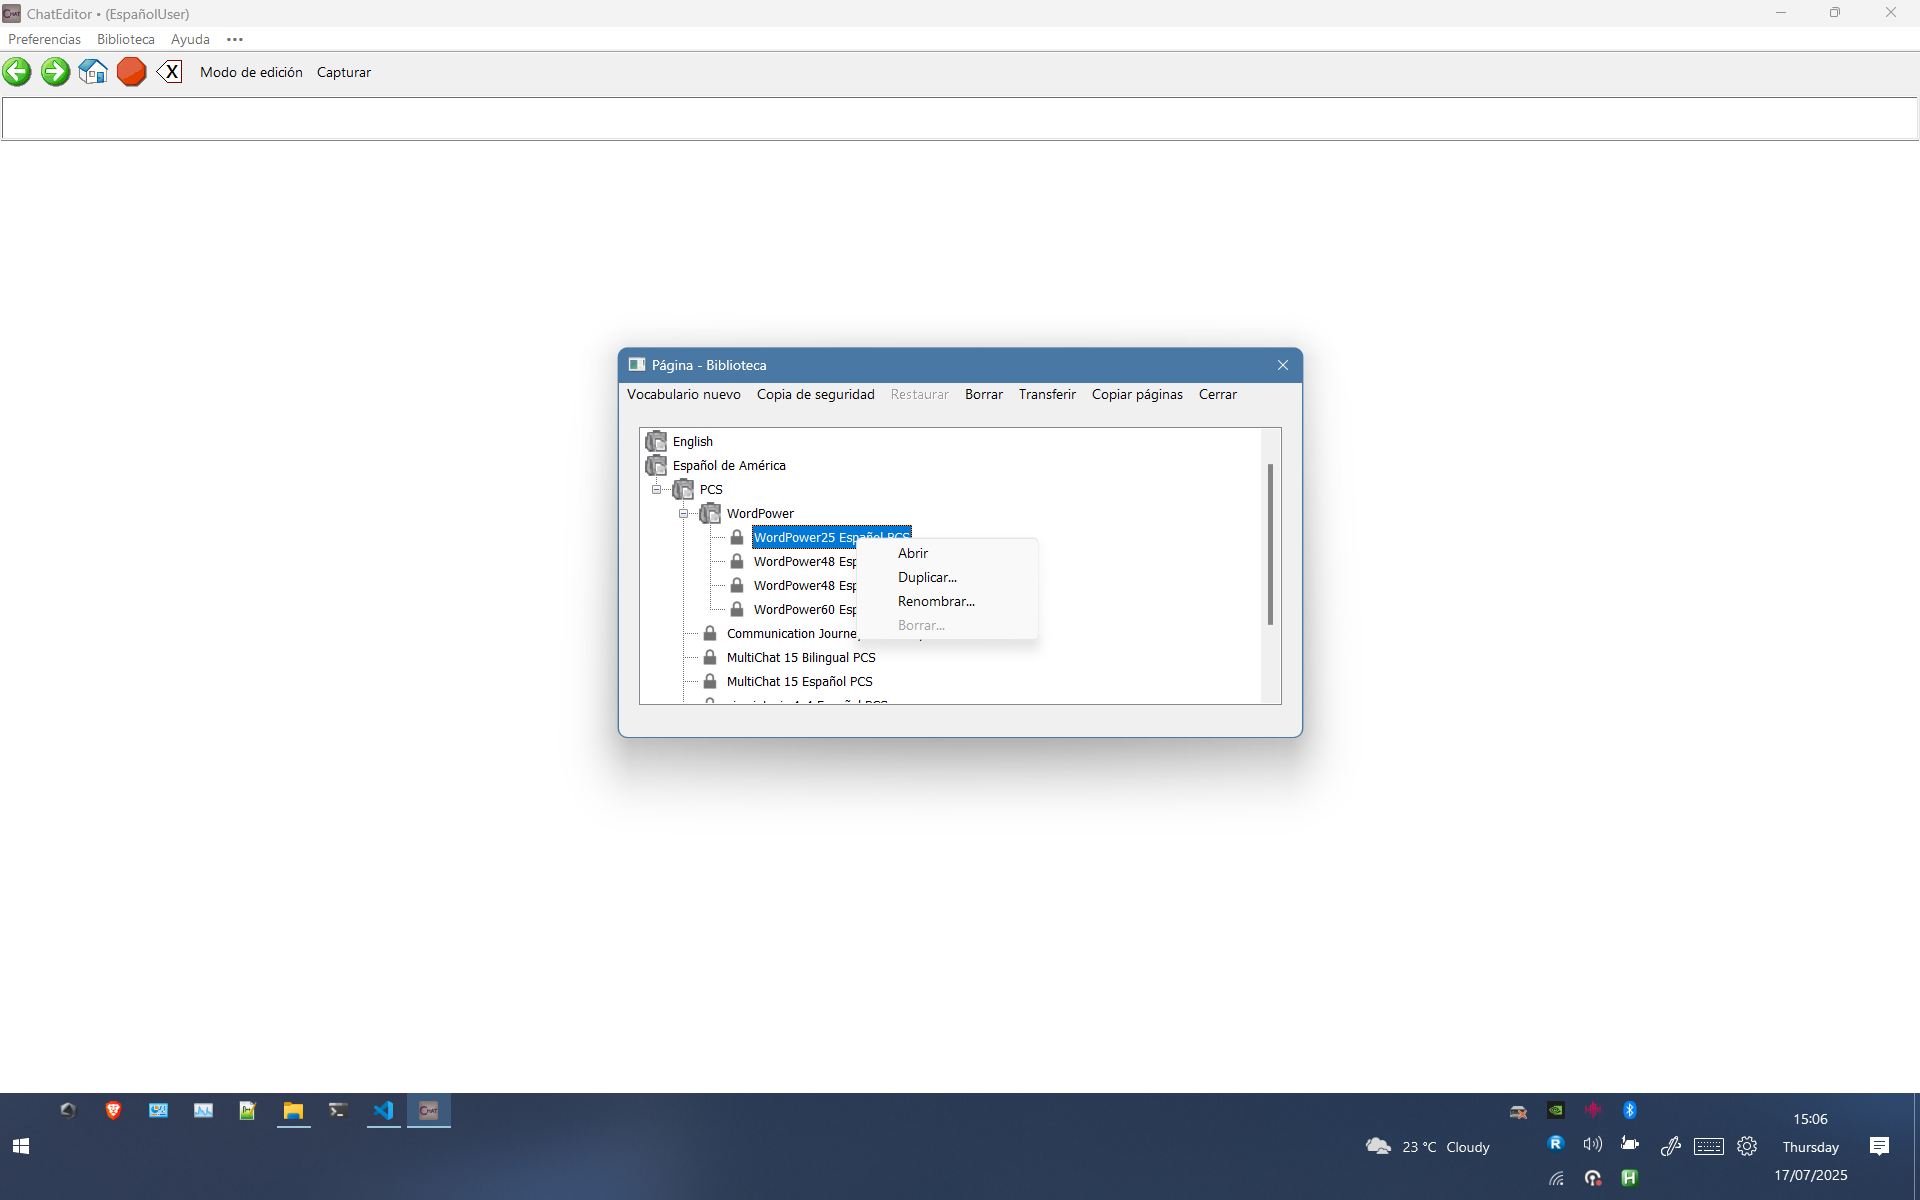 ChatEditor • (EspañolUser)
Preferencias Biblioteca Ayuda •••
X Modo de edición Capturar
Página - Biblioteca
Vocabulario nuevo Copia de seguridad Restaurar Borrar Transferir Copiar páginas Cerrar
English
Español de América
PCS
WordPower
WordPower25 Español PCS
WordPower48 Esp
WordPower48 Esp
WordPower60 Esp
Communication Journe
MultiChat 15 Bilingual PCS
MultiChat 15 Español PCS
Abrir
Duplicar...
Renombrar...
Borrar...
CHAT
23 °C Cloudy
R
H
15:06
Thursday
17/07/2025